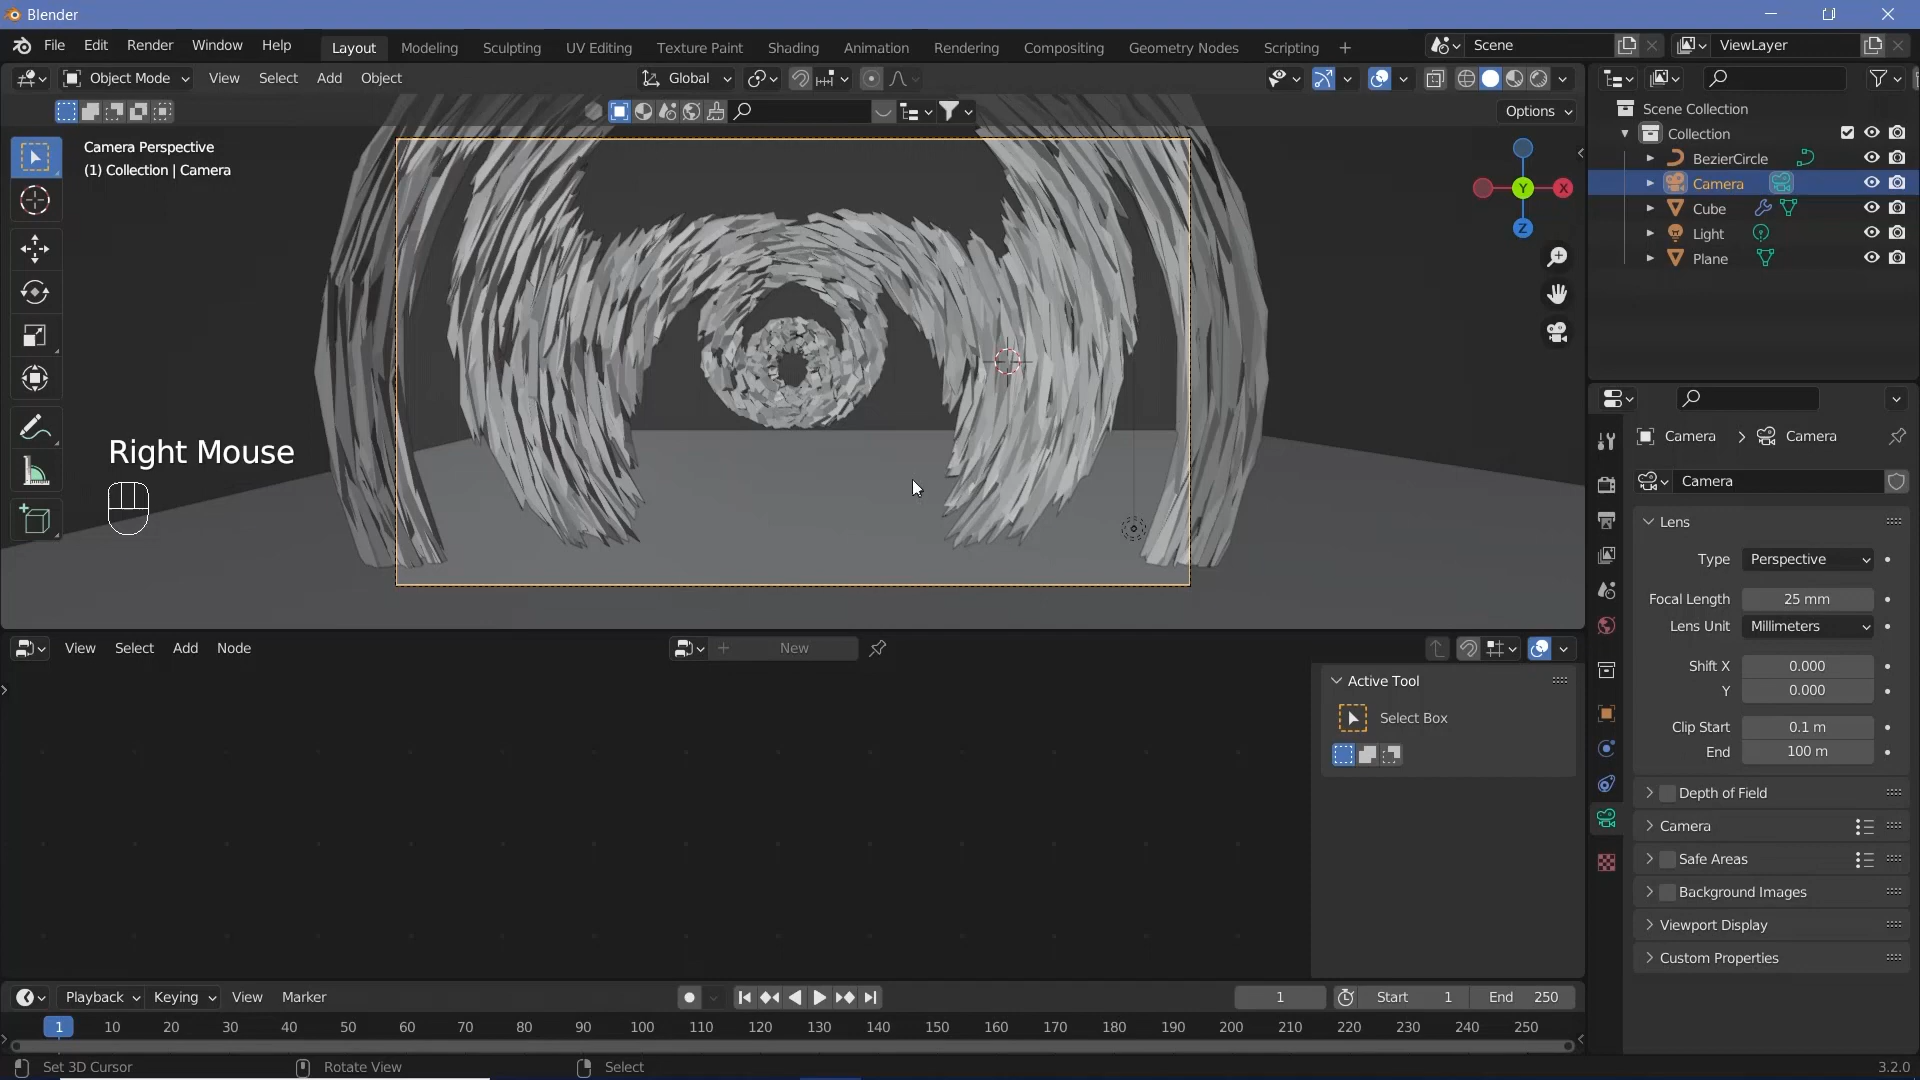 Blender
File Edit Render Window Help
Layout Modeling Sculpting UV Editing Texture Paint Shading Animation Rendering Compositing Geometry Nodes Scripting +
Scene
ViewLayer
Object Mode View Select Add Object
Global
Options
Camera Perspective
(1) Collection | Camera
X
Y
Z
Right Mouse
Scene Collection
Collection
BezierCircle
Camera
Cube
Light
Plane
Camera > Camera
Camera
Lens
Type Perspective
Focal Length 25 mm
Lens Unit Millimeters
Shift X 0.000
Y 0.000
Clip Start 0.1 m
End 100 m
Depth of Field
Camera
Safe Areas
Background Images
Viewport Display
Custom Properties
View Select Add Node
+ New
Active Tool
Select Box
Playback Keying View Marker
1
Start 1
End 250
1 10 20 30 40 50 60 70 80 90 100 110 120 130 140 150 160 170 180 190 200 210 220 230 240 250
Set 3D Cursor
Rotate View
Select
3.2.0